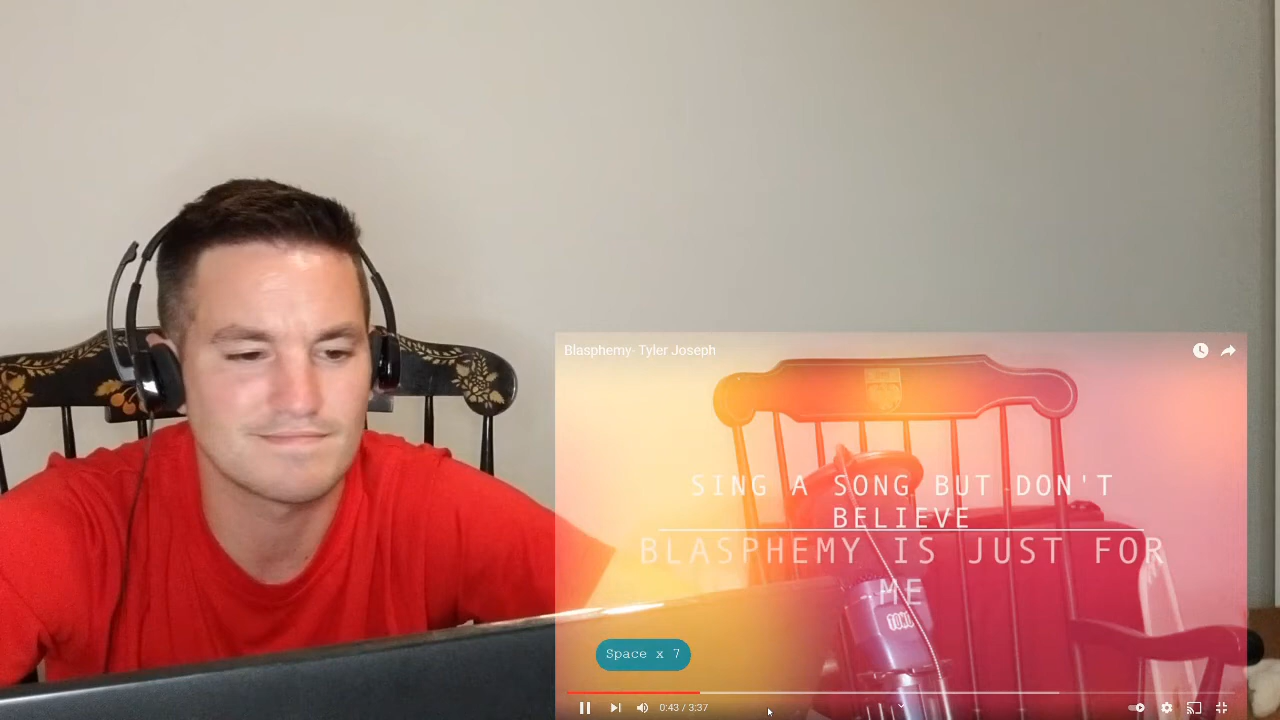 Blasphemy- Tyler Joseph
SING A SONG BUT DON'T
BELIEVE
BLASPHEMY IS JUST FOR
ME
Space x 7
0:43 / 3:37